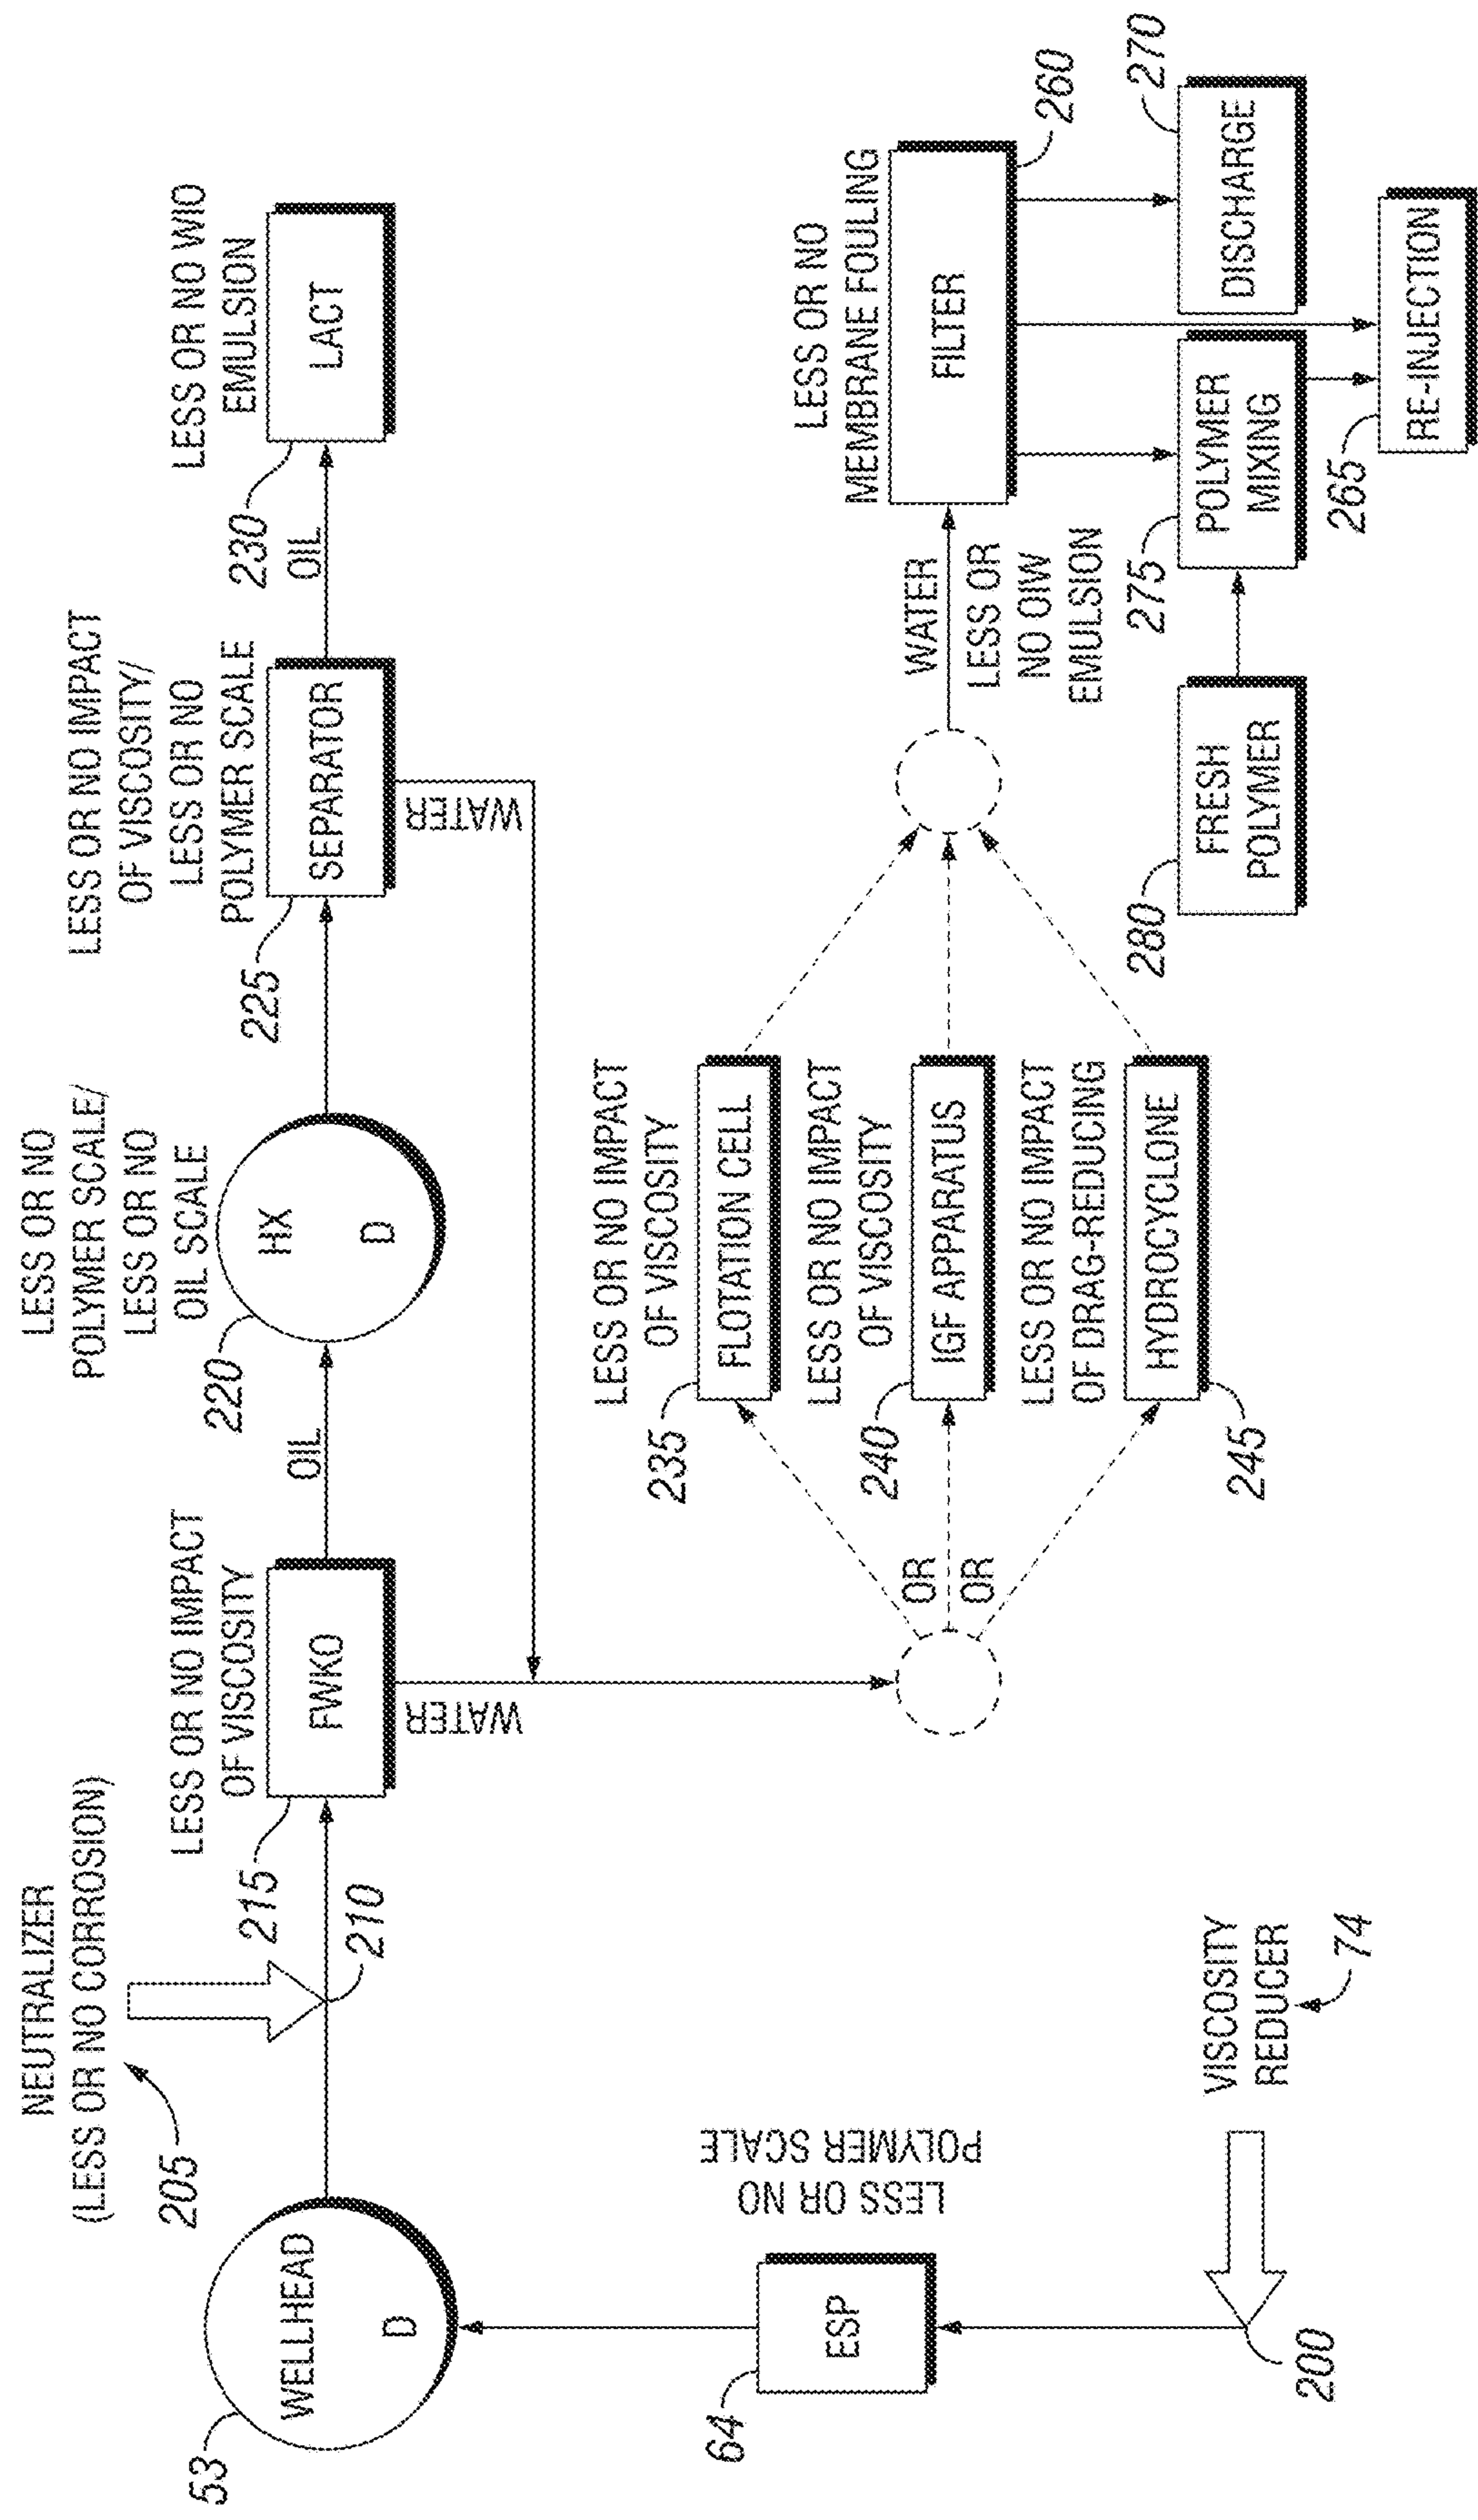 NEUTRALIZER
(LESS OR NO CORROSION)
205
53
WELLHEAD
D
210
LESS OR NO IMPACT
OF VISCOSITY
215
FWKO
WATER
OIL
LESS OR NO
POLYMER SCALE/
LESS OR NO
OIL SCALE
220
HX
D
LESS OR NO IMPACT
OF VISCOSITY/
LESS OR NO
POLYMER SCALE
225
SEPARATOR
WATER
OIL
LESS OR NO WIO
EMULSION
230
LACT
64
ESP
LESS OR NO
POLYMER SCALE
200
VISCOSITY
REDUCER
74
OR
OR
LESS OR NO IMPACT
OF VISCOSITY
235
FLOTATION CELL
LESS OR NO IMPACT
OF VISCOSITY
240
IGF APPARATUS
LESS OR NO IMPACT
OF DRAG-REDUCING
HYDROCYCLONE
245
WATER
LESS OR
NO OIW
EMULSION
LESS OR NO
MEMBRANE FOULING
FILTER
260
280
FRESH
POLYMER
275
POLYMER
MIXING
270
DISCHARGE
265
RE-INJECTION